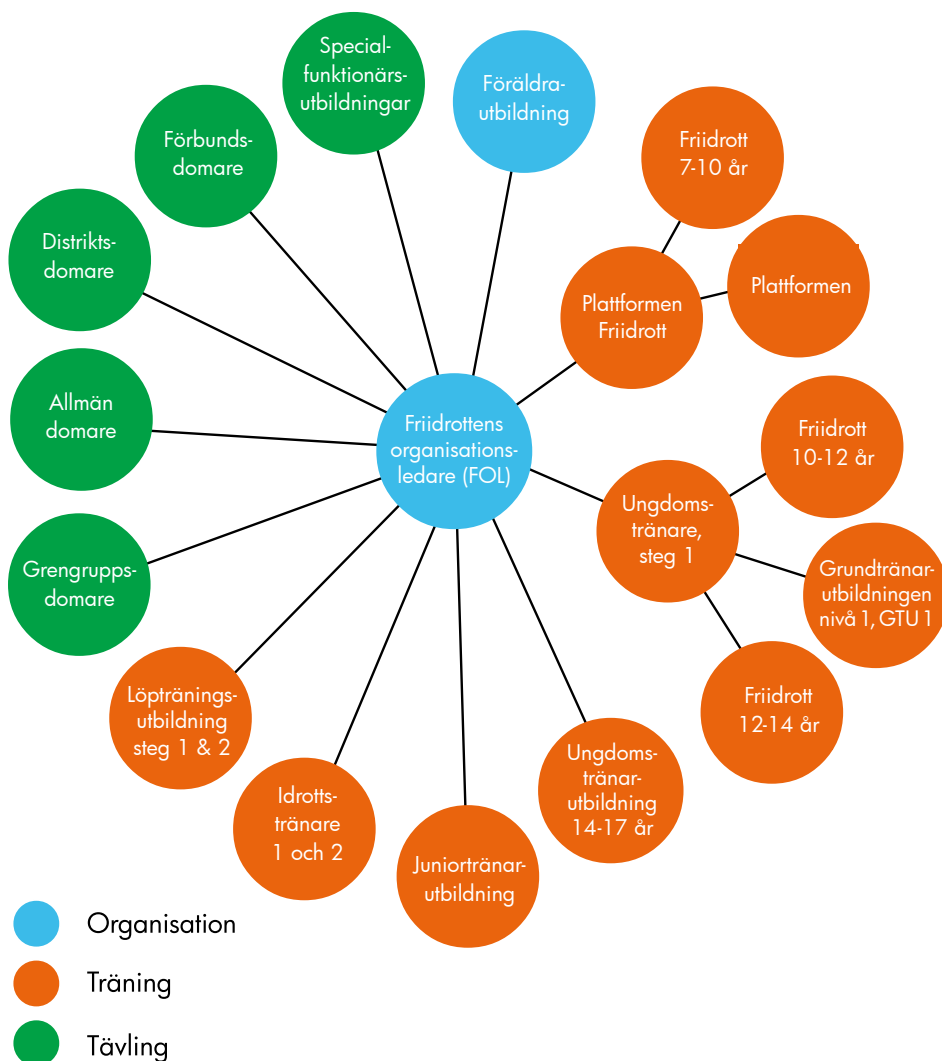 Special-
funktionärs-
utbildningar
Föräldra-
utbildning
Förbunds-
domare
Friidrott
7-10 år
Distrikts-
domare
Plattformen
Friidrott
Plattformen
Allmän
domare
Friidrottens
organisations-
ledare (FOL)
Friidrott
10-12 år
Ungdoms-
tränare,
steg 1
Grengrupps-
domare
Grundtränar-
utbildningen
nivå 1, GTU 1
Löptränings-
utbildning
steg 1 & 2
Friidrott
12-14 år
Idrotts-
tränare
1 och 2
Juniortränar-
utbildning
Ungdoms-
tränar-
utbildning
14-17 år
Organisation
Träning
Tävling